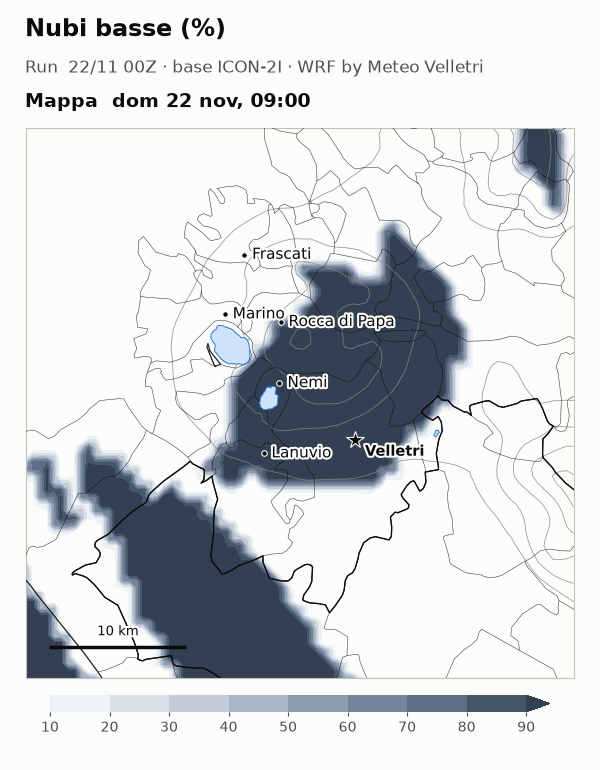 Nubi basse (%)
Run  22/11 00Z · base ICON-2I · WRF by Meteo Velletri
Mappa  dom 22 nov, 09:00
Frascati
Marino
Rocca di Papa
Nemi
Velletri
Lanuvio
10 km
10 20 30 40 50 60 70 80 90